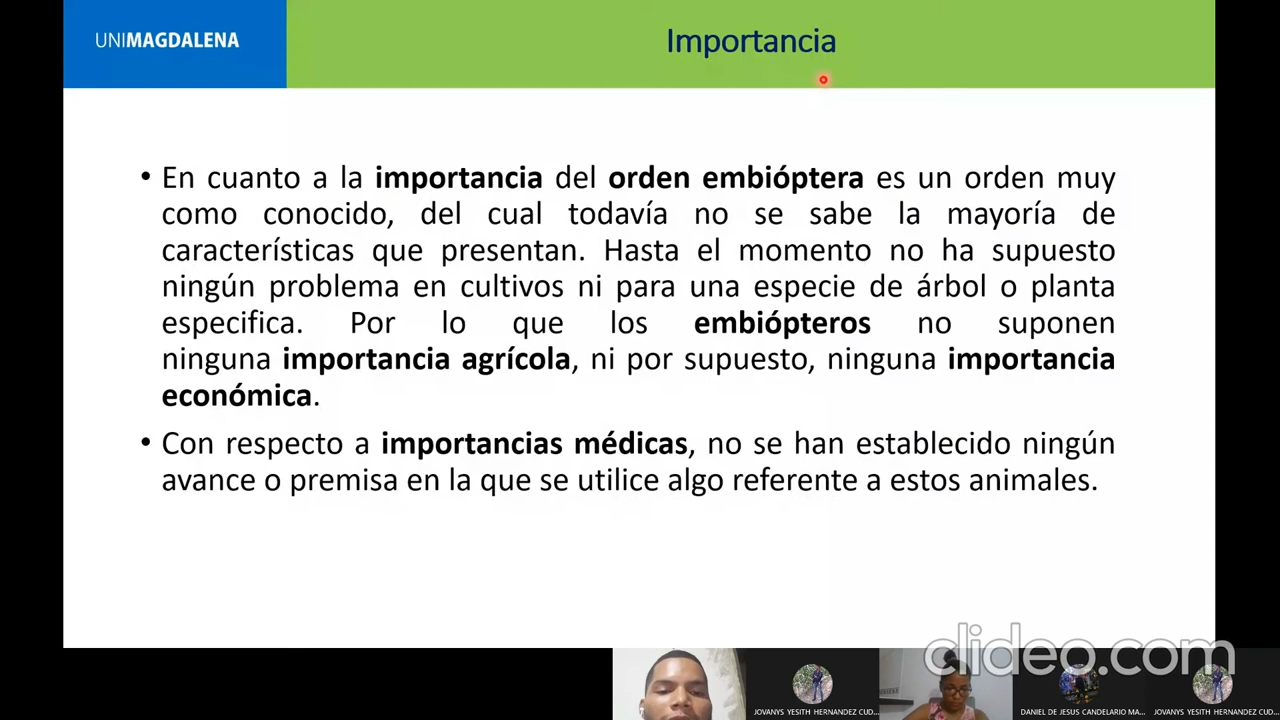 UNIMAGDALENA
Importancia
• En cuanto a la importancia del orden embióptera es un orden muy
como conocido, del cual todavía no se sabe la mayoría de
características que presentan. Hasta el momento no ha supuesto
ningún problema en cultivos ni para una especie de árbol o planta
especifica. Por lo que los embiópteros no suponen
ninguna importancia agrícola, ni por supuesto, ninguna importancia
económica.
• Con respecto a importancias médicas, no se han establecido ningún
avance o premisa en la que se utilice algo referente a estos animales.
clideo.com
JOVANYS YESITH HERNANDEZ CUD...
DANIEL DE JESUS CANDELARIO MA...
JOVANYS YESITH HERNANDEZ CUD...